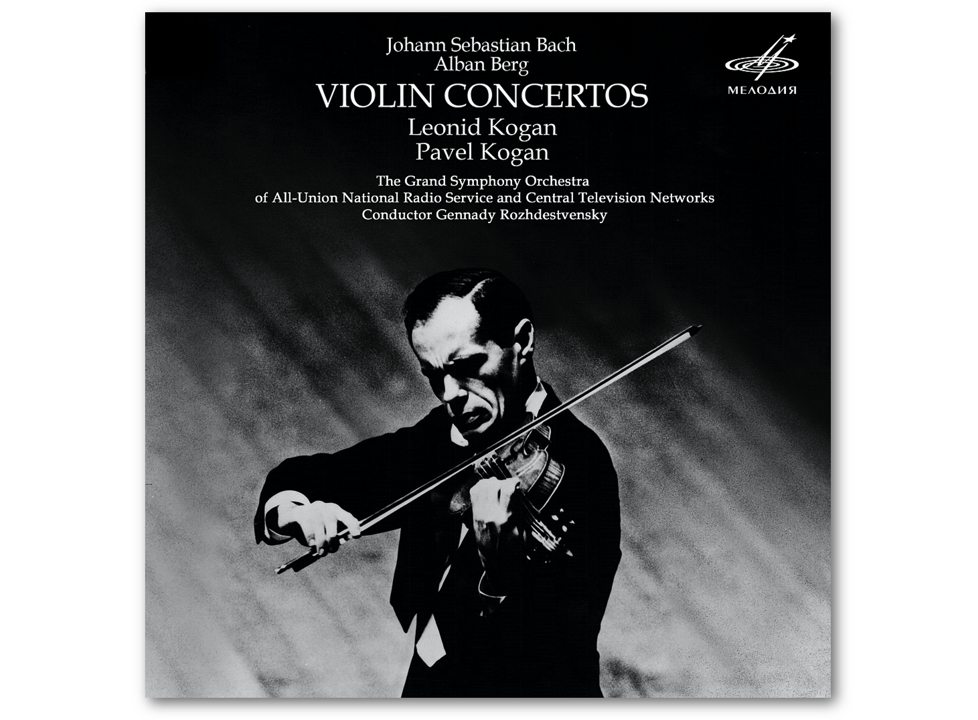 Johann Sebastian Bach
Alban Berg
VIOLIN CONCERTOS
Leonid Kogan
Pavel Kogan
The Grand Symphony Orchestra
of All-Union National Radio Service and Central Television Networks
Conductor Gennady Rozhdestvensky
МЕЛОДИЯ